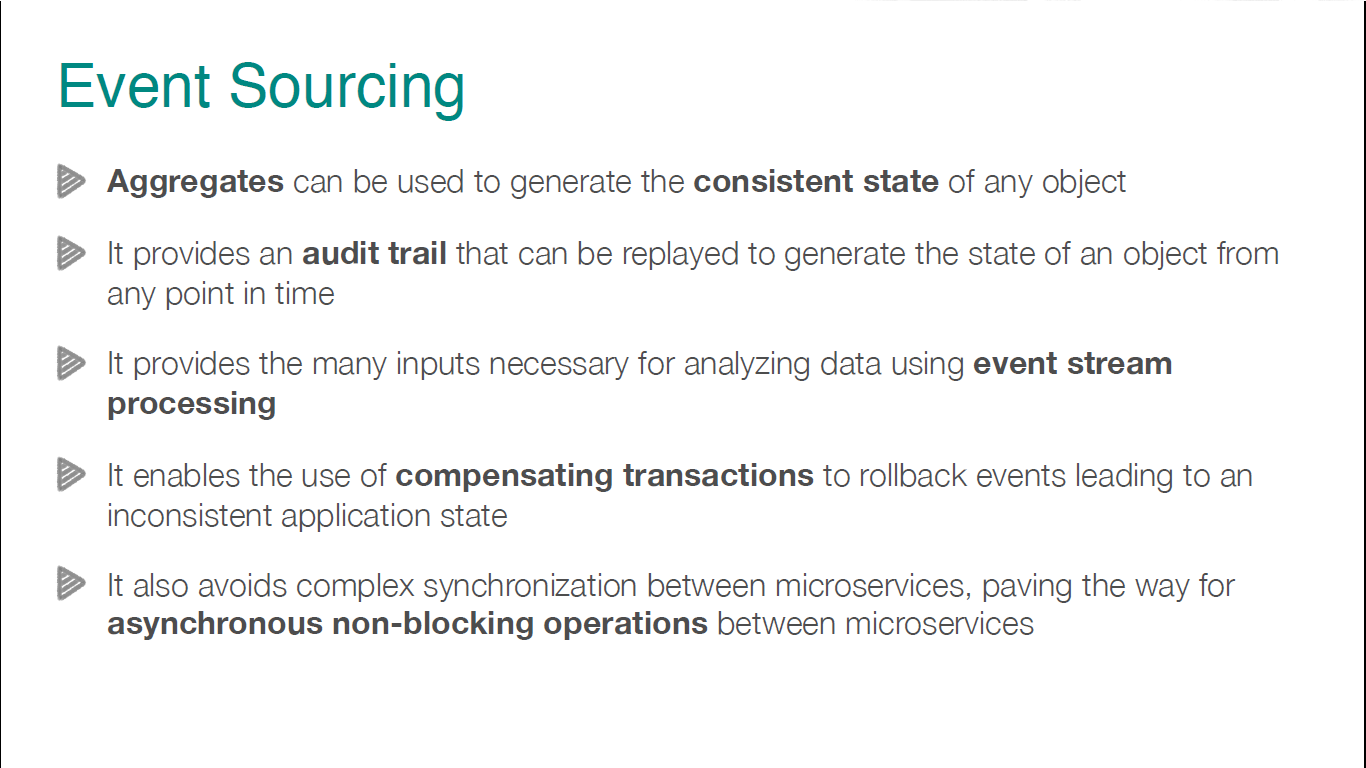 Event Sourcing
Aggregates can be used to generate the consistent state of any object
It provides an audit trail that can be replayed to generate the state of an object from
any point in time
It provides the many inputs necessary for analyzing data using event stream
processing
It enables the use of compensating transactions to rollback events leading to an
inconsistent application state
It also avoids complex synchronization between microservices, paving the way for
asynchronous non-blocking operations between microservices